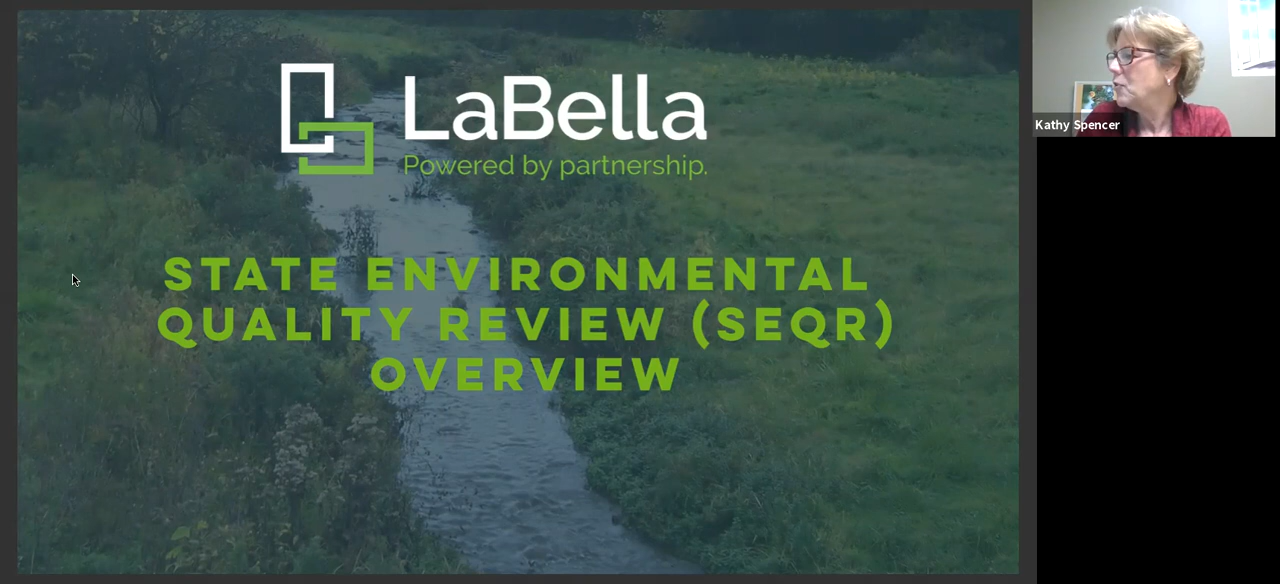 LaBella
Powered by partnership.
STATE ENVIRONMENTAL
QUALITY REVIEW (SEQR)
OVERVIEW
Kathy Spencer